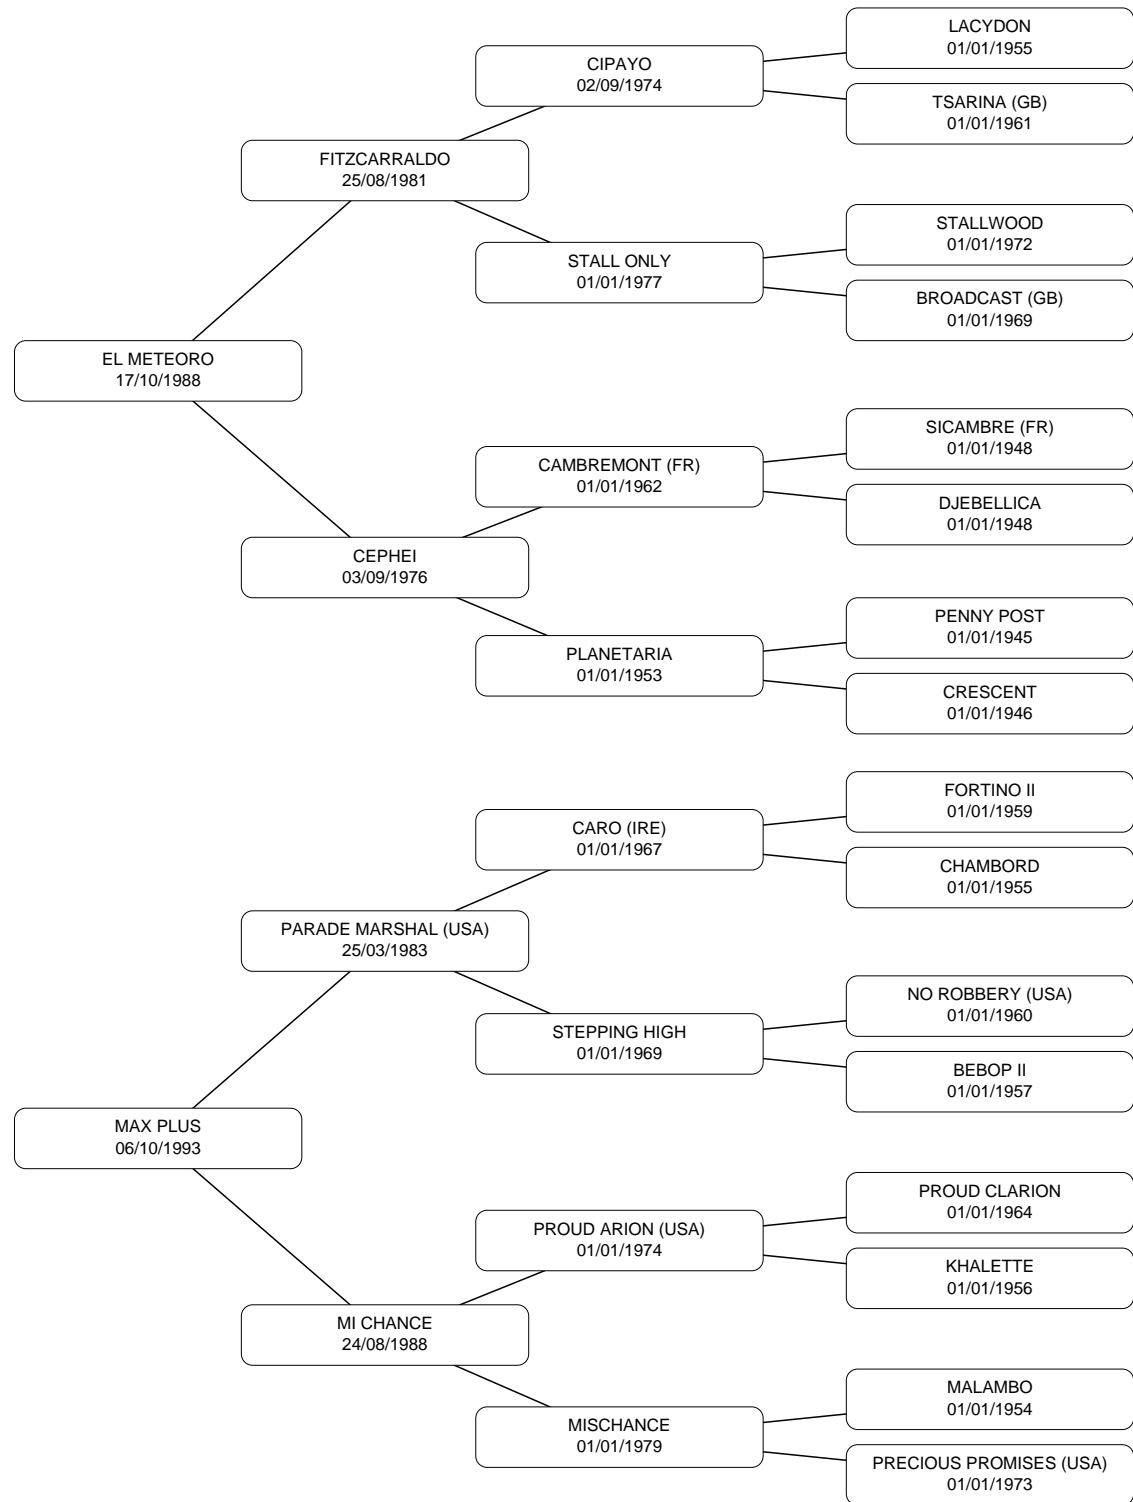 LACYDON
01/01/1955
CIPAYO
02/09/1974
TSARINA (GB)
01/01/1961
FITZCARRALDO
25/08/1981
STALLWOOD
01/01/1972
STALL ONLY
01/01/1977
BROADCAST (GB)
01/01/1969
EL METEORO
17/10/1988
SICAMBRE (FR)
01/01/1948
CAMBREMONT (FR)
01/01/1962
DJEBELLICA
01/01/1948
CEPHEI
03/09/1976
PENNY POST
01/01/1945
PLANETARIA
01/01/1953
CRESCENT
01/01/1946
FORTINO II
01/01/1959
CARO (IRE)
01/01/1967
CHAMBORD
01/01/1955
PARADE MARSHAL (USA)
25/03/1983
NO ROBBERY (USA)
01/01/1960
STEPPING HIGH
01/01/1969
BEBOP II
01/01/1957
MAX PLUS
06/10/1993
PROUD CLARION
01/01/1964
PROUD ARION (USA)
01/01/1974
KHALETTE
01/01/1956
MI CHANCE
24/08/1988
MALAMBO
01/01/1954
MISCHANCE
01/01/1979
PRECIOUS PROMISES (USA)
01/01/1973